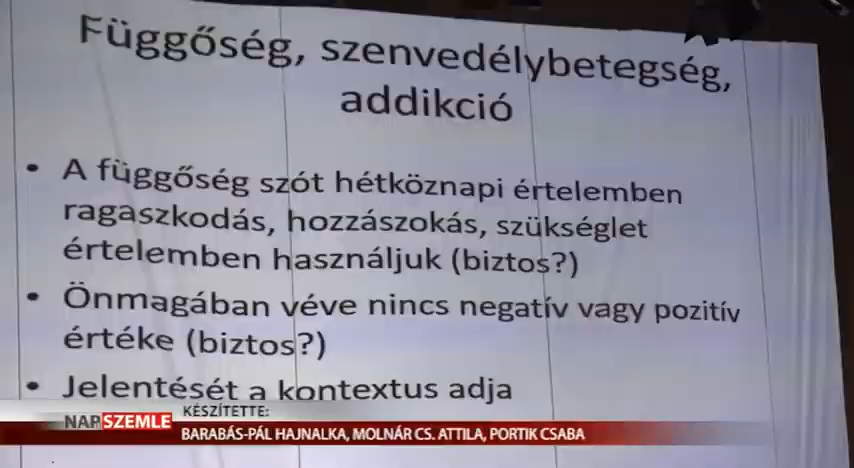 Függőség, szenvedélybetegség,
addikció
• A függőség szót hétköznapi értelemben
ragaszkodás, hozzászokás, szükséglet
értelemben használjuk (biztos?)
• Önmagában véve nincs negatív vagy pozitív
értéke (biztos?)
• Jelentését a kontextus adja
KÉSZÍTETTE:
NAPSZEMLE
BARABÁS-PÁL HAJNALKA, MOLNÁR CS. ATTILA, PORTIK CSABA